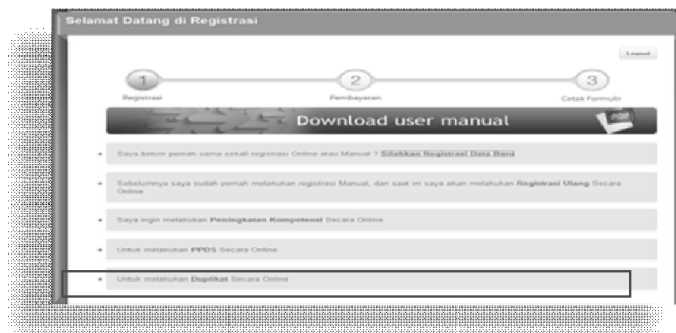 Selamat Datang di Registrasi
Logout
1
2
3
Registrasi
Pembayaran
Cetak Formulir
Download user manual
PDF
Saya belum pernah sama sekali registrasi Online atau Manual ? Silahkan Registrasi Data Baru
Sebelumnya saya sudah pernah melakukan registrasi Manual, dan saat ini saya akan melakukan Registrasi Ulang Secara
Online
Saya ingin melakukan Peningkatan Kompetensi Secara Online
Untuk melakukan PPDS Secara Online
Untuk melakukan Duplikat Secara Online